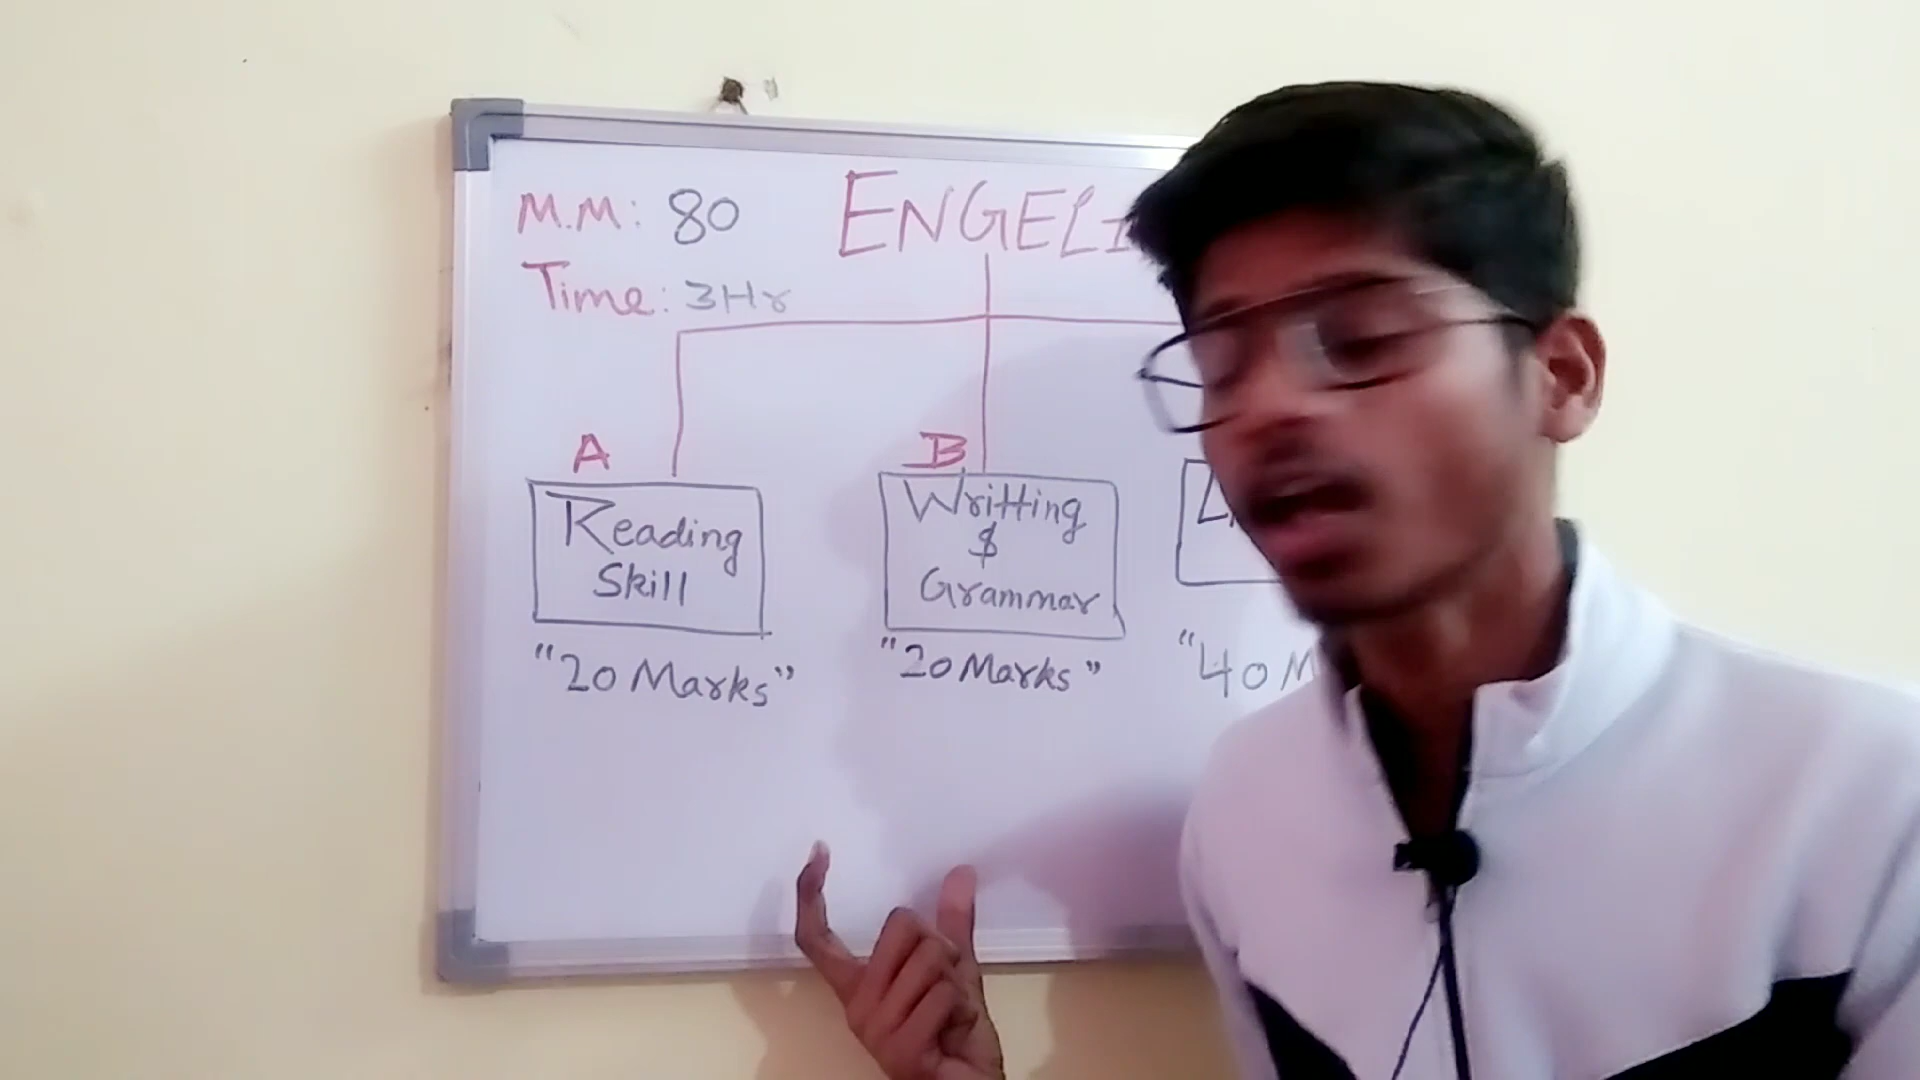 M.M: 80
ENGELI
Time: 3Hr
A
B
Reading
Skill
Writting
$
Grammar
"20 Marks"
"20 Marks"
"40 M